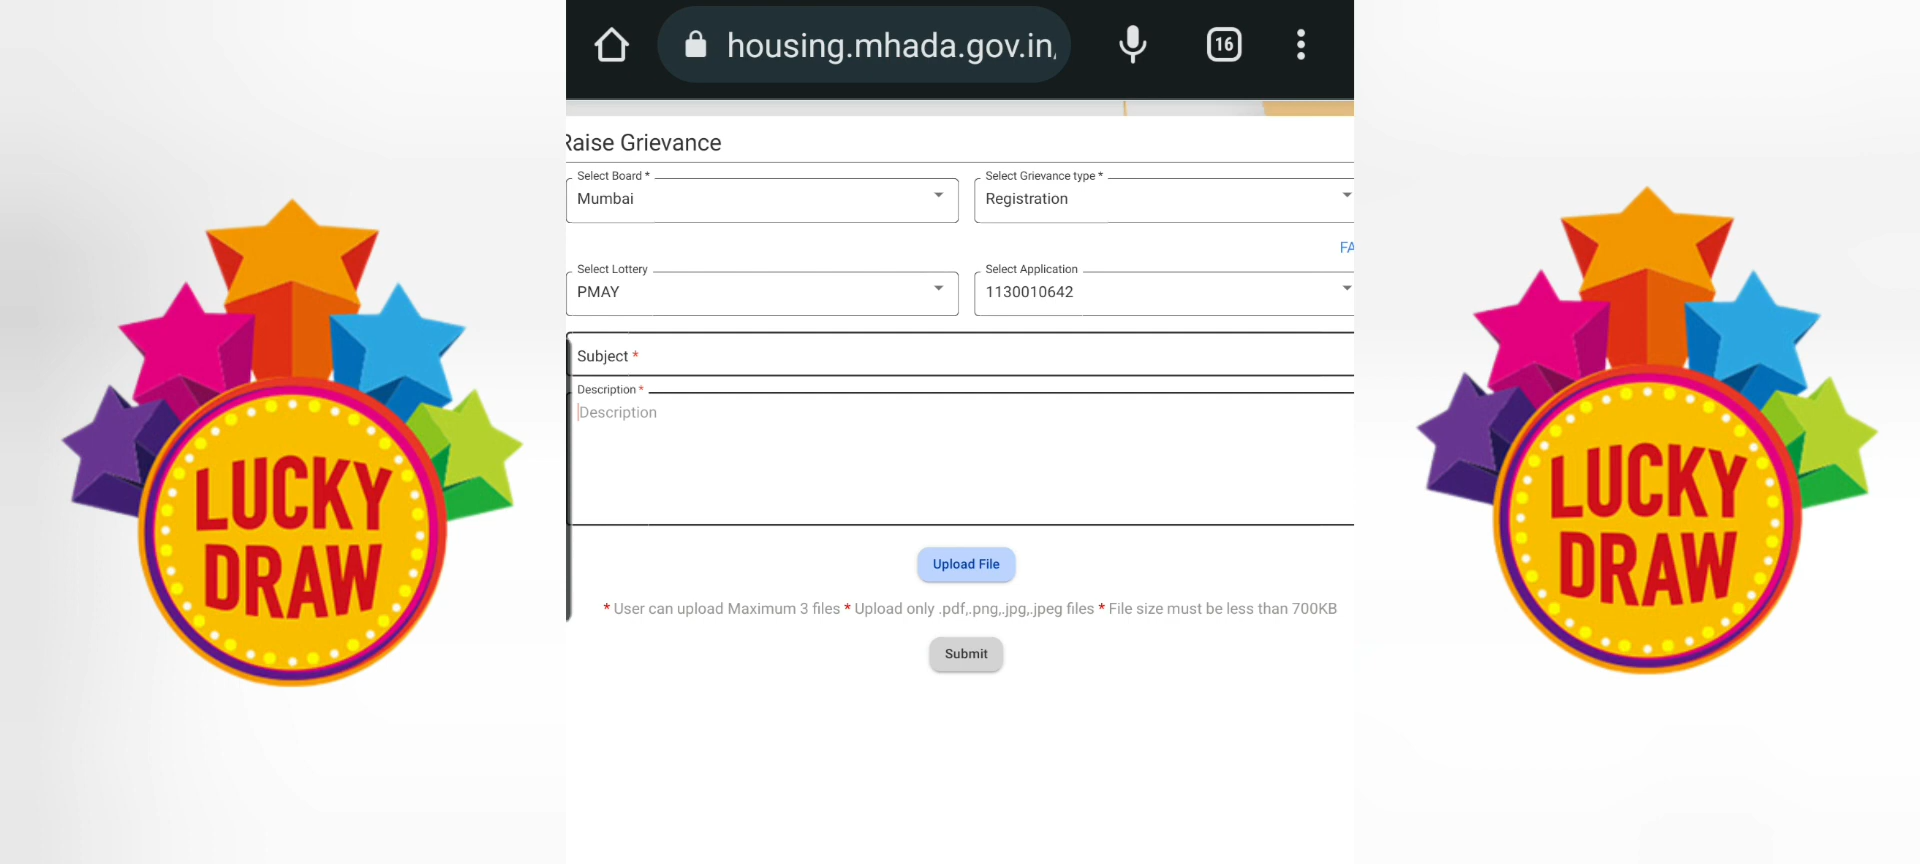 housing.mhada.gov.in
16
Raise Grievance
Select Board *
Mumbai
Select Grievance type *
Registration
FA
Select Lottery
PMAY
Select Application
1130010642
Subject *
Description *
Description
Upload File
* User can upload Maximum 3 files * Upload only .pdf,.png,.jpg,.jpeg files * File size must be less than 700KB
Submit
LUCKY
DRAW
LUCKY
DRAW